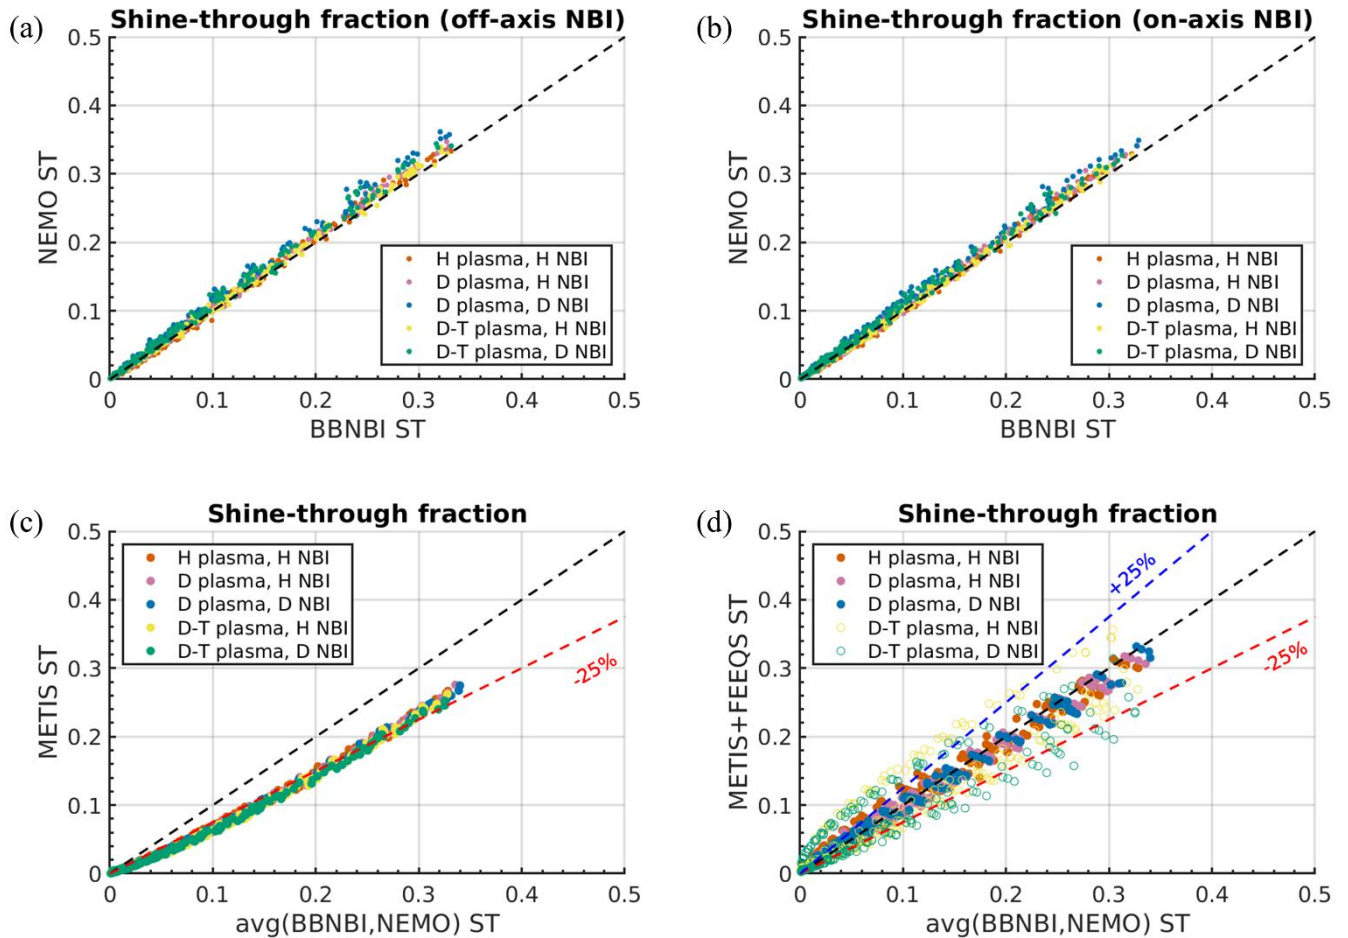 (a)
Shine-through fraction (off-axis NBI)
0.5
0.4
0.3
0.2
0.1
0
NEMO ST
H plasma, H NBI
D plasma, H NBI
D plasma, D NBI
D-T plasma, H NBI
D-T plasma, D NBI
0 0.1 0.2 0.3 0.4 0.5
BBNBI ST
(b)
Shine-through fraction (on-axis NBI)
0.5
0.4
0.3
0.2
0.1
0
NEMO ST
H plasma, H NBI
D plasma, H NBI
D plasma, D NBI
D-T plasma, H NBI
D-T plasma, D NBI
0 0.1 0.2 0.3 0.4 0.5
BBNBI ST
(c)
Shine-through fraction
0.5
0.4
0.3
0.2
0.1
0
METIS ST
H plasma, H NBI
D plasma, H NBI
D plasma, D NBI
D-T plasma, H NBI
D-T plasma, D NBI
-25%
0 0.1 0.2 0.3 0.4 0.5
avg(BBNBI,NEMO) ST
(d)
Shine-through fraction
0.5
0.4
0.3
0.2
0.1
0
METIS+FEEQS ST
H plasma, H NBI
D plasma, H NBI
D plasma, D NBI
D-T plasma, H NBI
D-T plasma, D NBI
+25%
-25%
0 0.1 0.2 0.3 0.4 0.5
avg(BBNBI,NEMO) ST